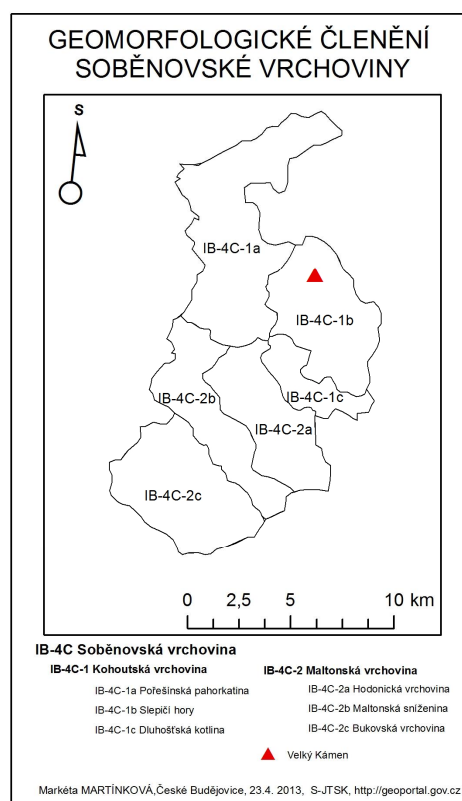 GEOMORFOLOGICKÉ ČLENĚNÍ
SOBĚNOVSKÉ VRCHOVINY
S
IB-4C-1a
IB-4C-1b
IB-4C-1c
IB-4C-2b
IB-4C-2a
IB-4C-2c
0 2,5 5 10 km
IB-4C Soběnovská vrchovina
IB-4C-1 Kohoutská vrchovina
IB-4C-1a Pořešínská pahorkatina
IB-4C-1b Slepičí hory
IB-4C-1c Dluhošťská kotlina
IB-4C-2 Maltonská vrchovina
IB-4C-2a Hodonická vrchovina
IB-4C-2b Maltonská sníženina
IB-4C-2c Bukovská vrchovina
Velký Kámen
Markéta MARTÍNKOVÁ,České Budějovice, 23.4. 2013, S-JTSK, http://geoportal.gov.cz